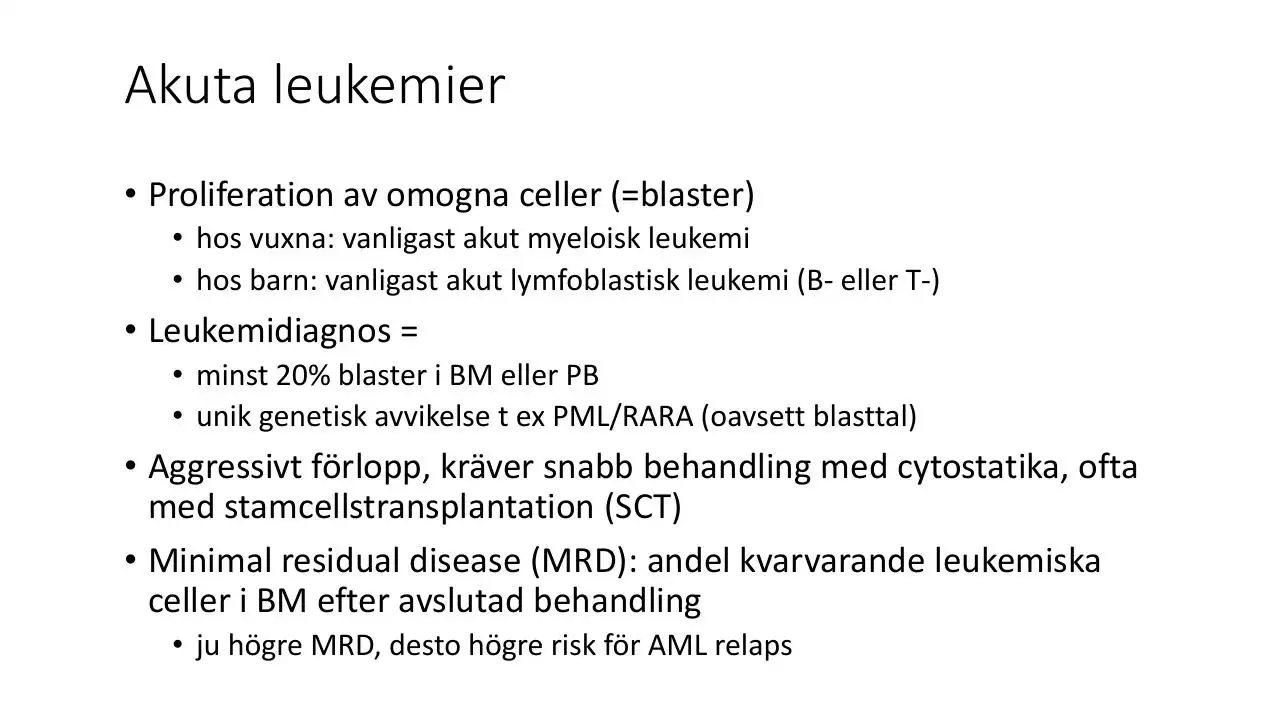 Akuta leukemier
• Proliferation av omogna celler (=blaster)
• hos vuxna: vanligast akut myeloisk leukemi
• hos barn: vanligast akut lymfoblastisk leukemi (B- eller T-)
• Leukemidiagnos =
• minst 20% blaster i BM eller PB
• unik genetisk avvikelse t ex PML/RARA (oavsett blasttal)
• Aggressivt förlopp, kräver snabb behandling med cytostatika, ofta
med stamcellstransplantation (SCT)
• Minimal residual disease (MRD): andel kvarvarande leukemiska
celler i BM efter avslutad behandling
• ju högre MRD, desto högre risk för AML relaps